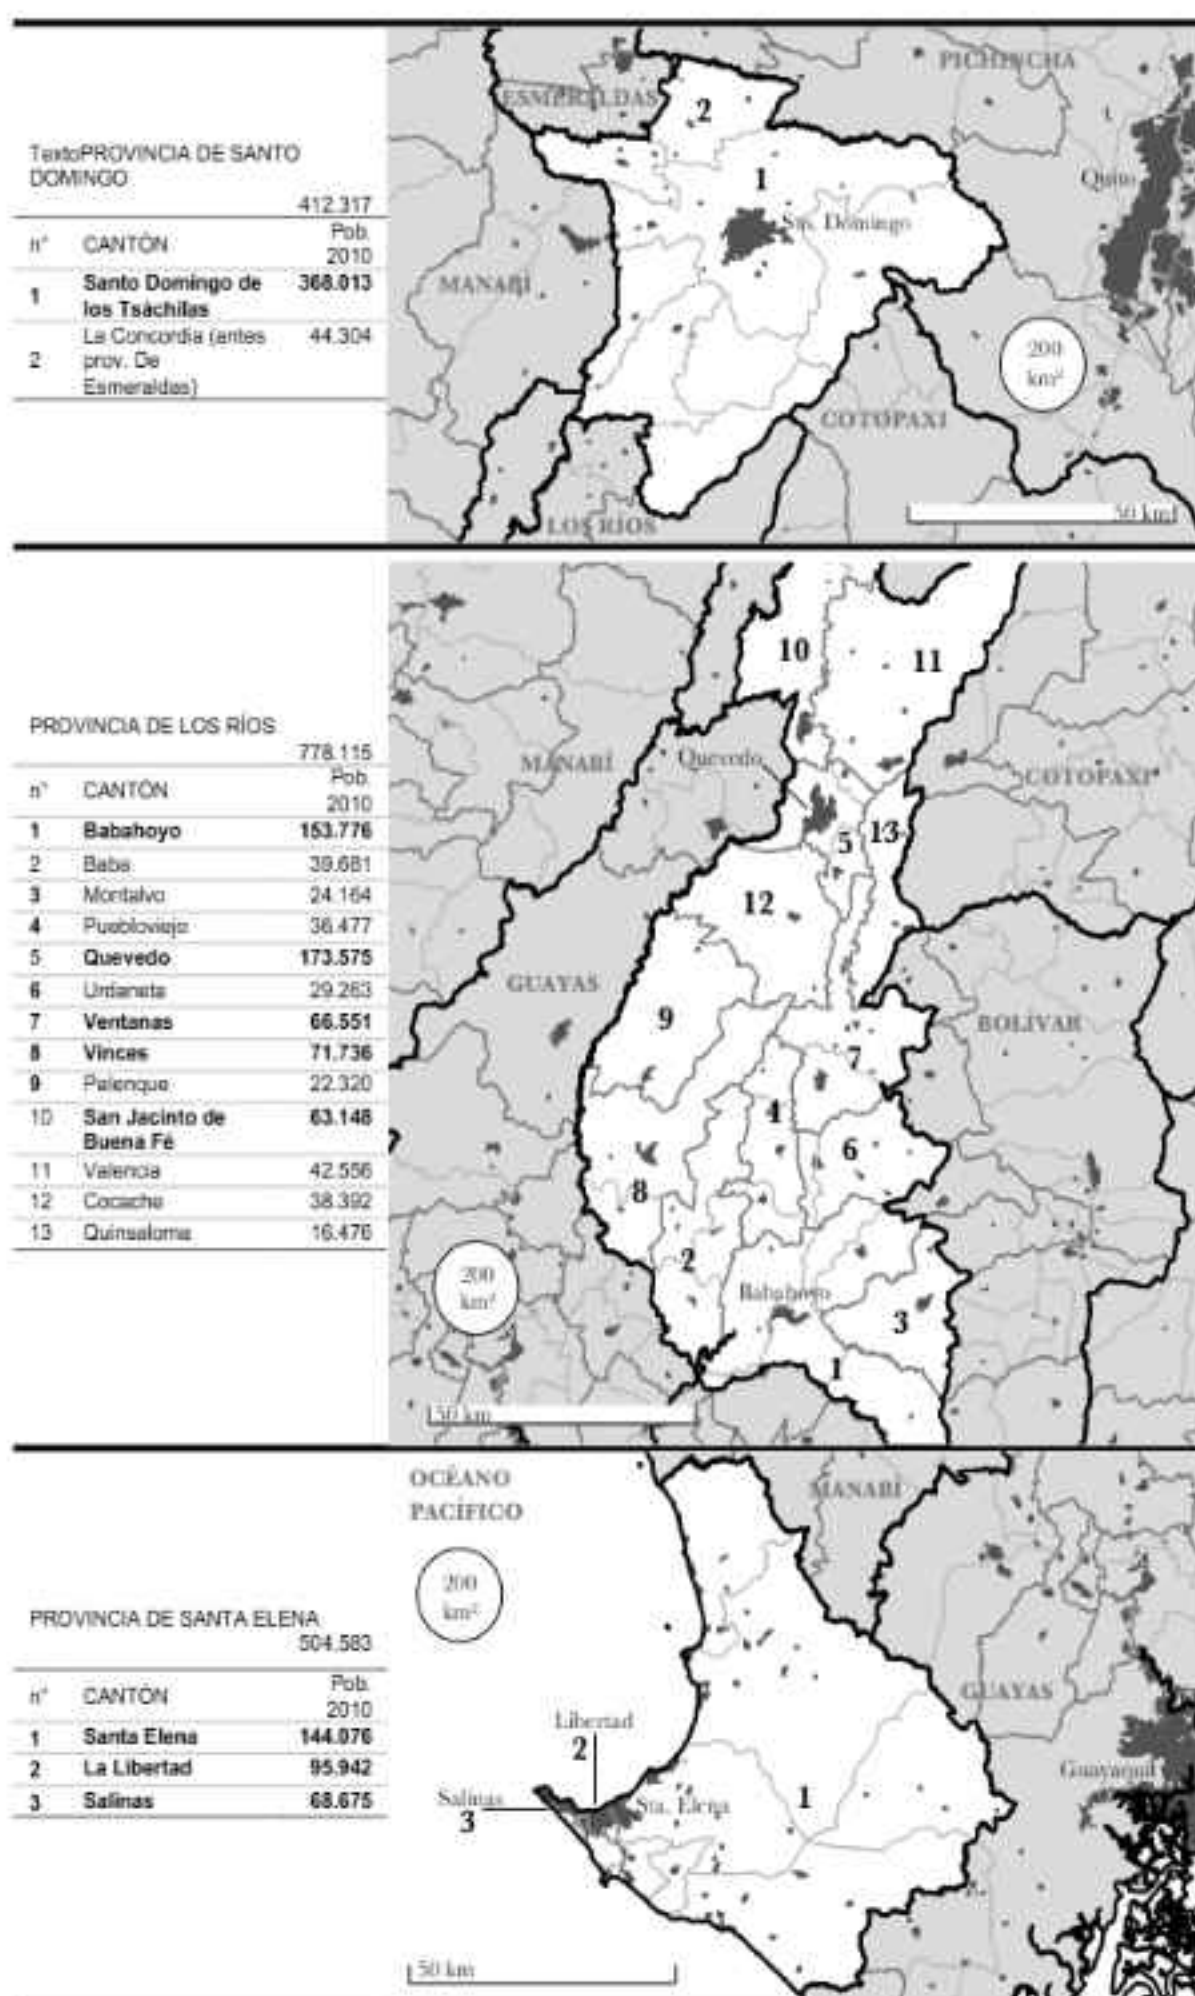 TextoPROVINCIA DE SANTO
DOMINGO
412.317
n° CANTÓN Pob.
2010
1 Santo Domingo de
los Tsáchilas 368.013
2 La Concordia (antes
prov. De
Esmeraldas) 44.304
ESMERALDAS
PICHINCHA
2
1
Quito
Sto. Domingo
MANABÍ
200
km²
COTOPAXI
LOS RÍOS
50 km
PROVINCIA DE LOS RÍOS
778.115
n° CANTÓN Pob.
2010
1 Babahoyo 153.776
2 Baba 39.681
3 Montalvo 24.164
4 Puebloviejo 36.477
5 Quevedo 173.575
6 Urdaneta 29.263
7 Ventanas 66.551
8 Vinces 71.736
9 Palenque 22.320
10 San Jacinto de
Buena Fé 63.148
11 Valencia 42.556
12 Cocache 38.392
13 Quinsaloma 16.476
10
11
MANABÍ
Quevedo
COTOPAXI
5
13
12
GUAYAS
9
BOLÍVAR
7
4
6
8
2
200
km²
Babahoyo
3
1
50 km
PROVINCIA DE SANTA ELENA
504.583
n° CANTÓN Pob.
2010
1 Santa Elena 144.076
2 La Libertad 95.942
3 Salinas 68.675
OCÉANO
PACÍFICO
MANABÍ
200
km²
GUAYAS
Libertad
2
Guayaquil
Salinas
3
Sta. Elena
1
50 km